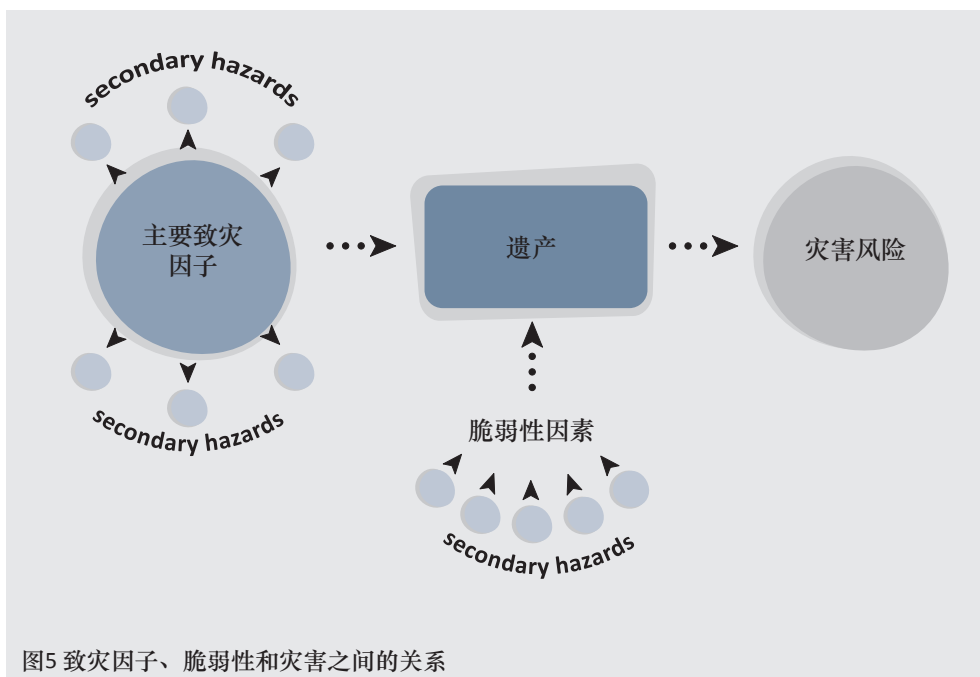 secondary hazards
主要致灾
因子
遗产
灾害风险
secondary hazards
脆弱性因素
secondary hazards
图5 致灾因子、脆弱性和灾害之间的关系